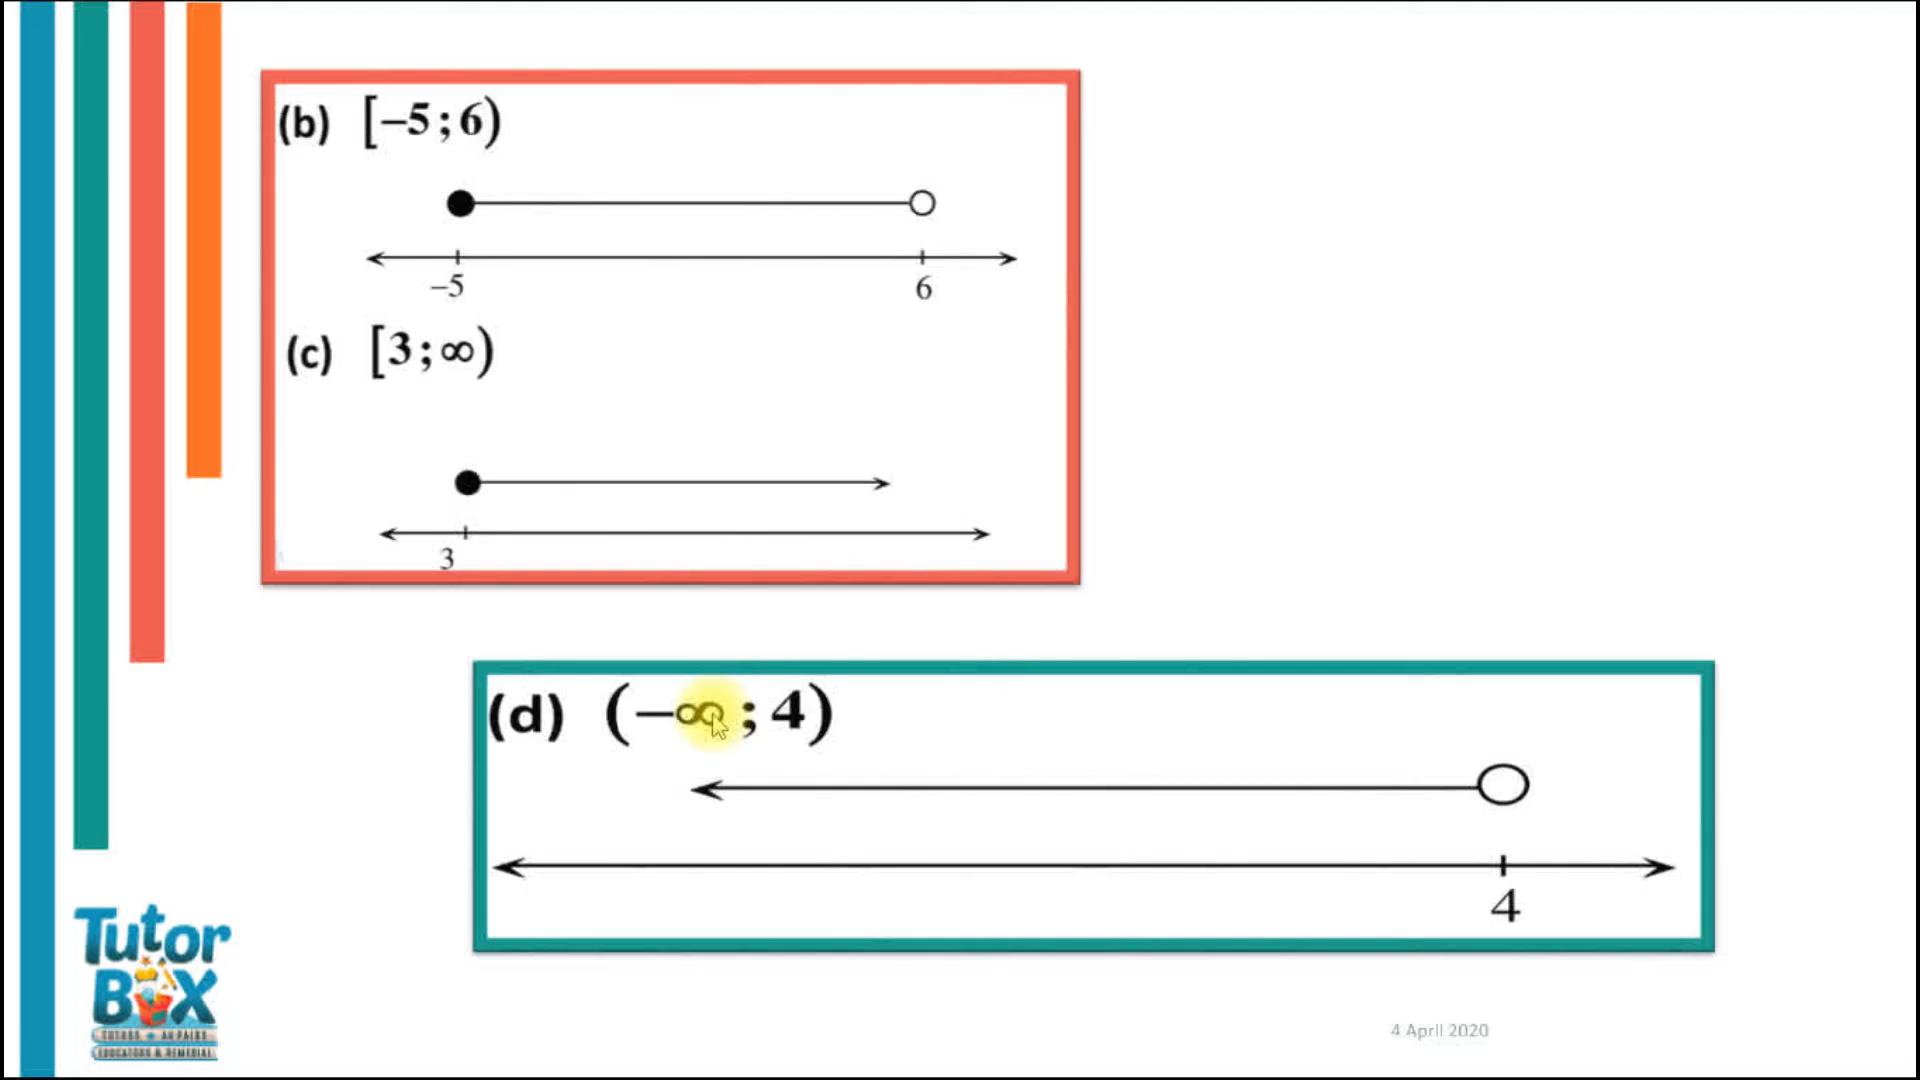 (b) [−5 ; 6)
−5 6
(c) [3 ; ∞)
3
(d) (−∞ ; 4)
4
Tutor
BOX
TUTORS AU PAIRS
EDUCATORS & REMEDIAL
4 April 2020